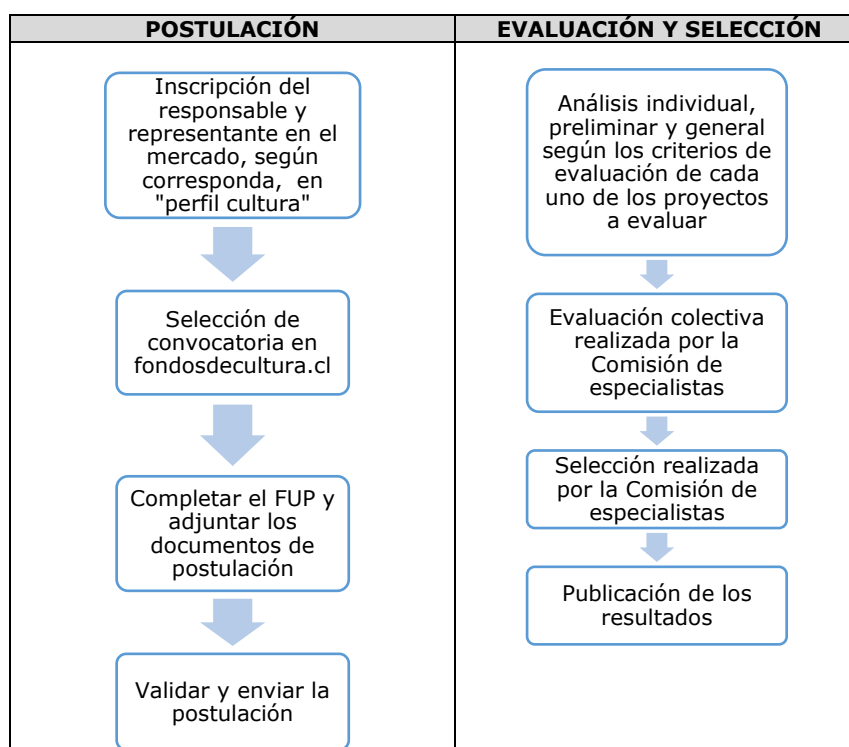 POSTULACIÓN
Inscripción del
responsable y
representante en el
mercado, según
corresponda, en
"perfil cultura"
Selección de
convocatoria en
fondosdecultura.cl
Completar el FUP y
adjuntar los
documentos de
postulación
Validar y enviar la
postulación
EVALUACIÓN Y SELECCIÓN
Análisis individual,
preliminar y general
según los criterios de
evaluación de cada
uno de los proyectos
a evaluar
Evaluación colectiva
realizada por la
Comisión de
especialistas
Selección realizada
por la Comisión de
especialistas
Publicación de los
resultados